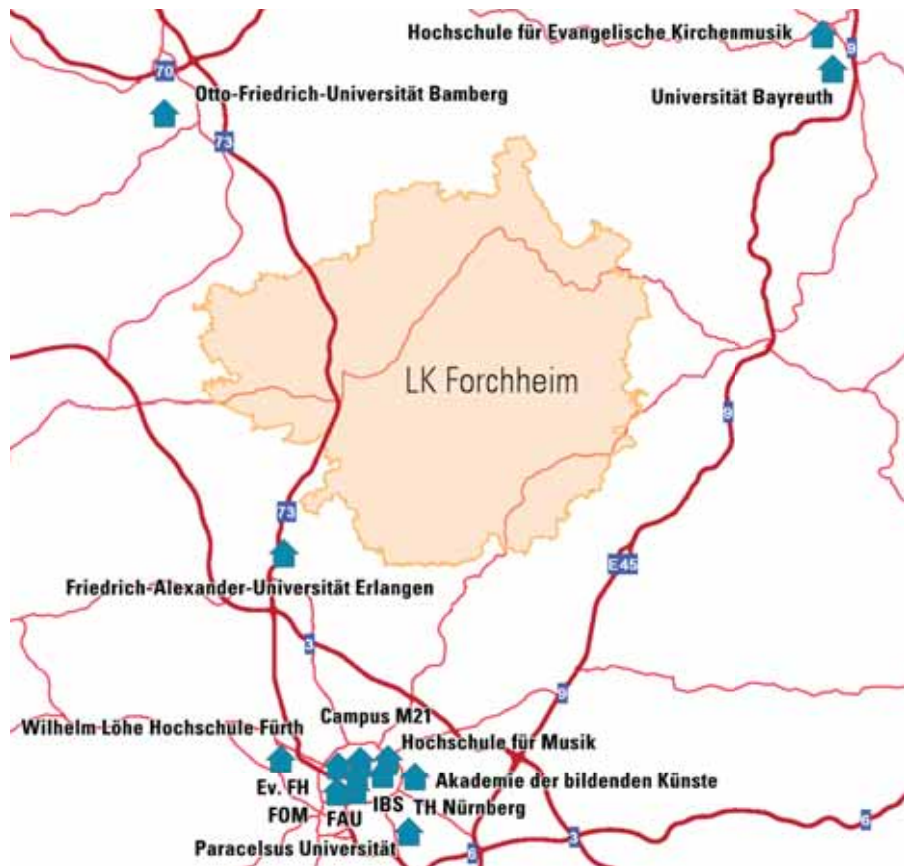 Hochschule für Evangelische Kirchenmusik
9
70
Otto-Friedrich-Universität Bamberg
Universität Bayreuth
73
LK Forchheim
9
73
E45
Friedrich-Alexander-Universität Erlangen
3
9
Campus M21
Wilhelm Löhe Hochschule Fürth
Hochschule für Musik
Ev. FH
Akademie der bildenden Künste
IBS
TH Nürnberg
FOM
FAU
6
3
Paracelsus Universität
6